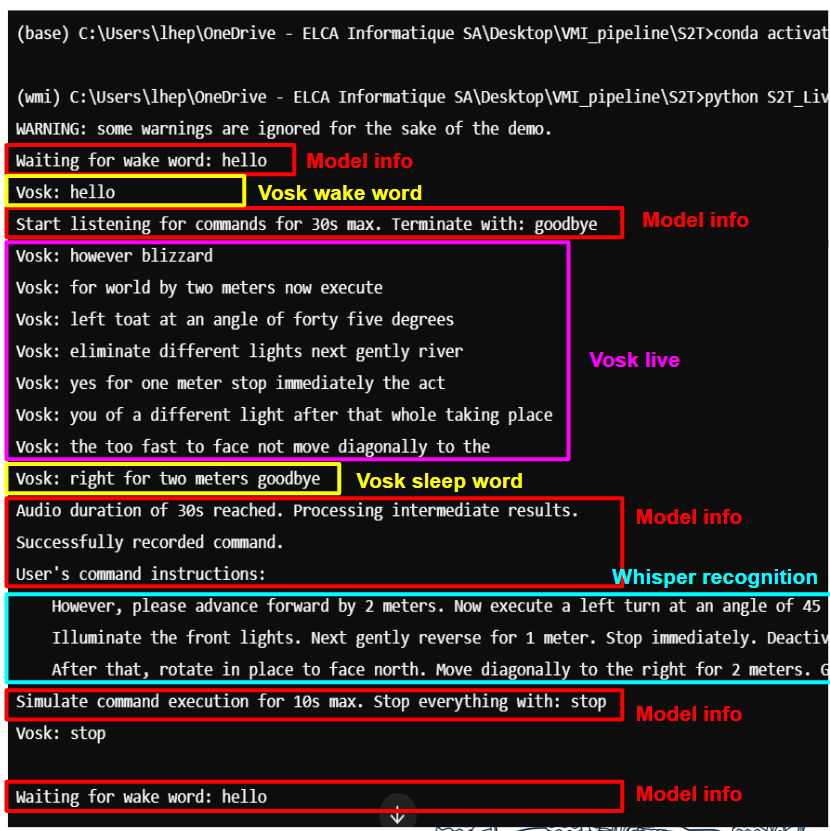 (base) C:\Users\lhep\OneDrive - ELCA Informatique SA\Desktop\VMI_pipeline\S2T>conda activat
(wmi) C:\Users\lhep\OneDrive - ELCA Informatique SA\Desktop\VMI_pipeline\S2T>python S2T_Liv
WARNING: some warnings are ignored for the sake of the demo.
Waiting for wake word: hello Model info
Vosk: hello Vosk wake word
Start listening for commands for 30s max. Terminate with: goodbye Model info
Vosk: however blizzard
Vosk: for world by two meters now execute
Vosk: left toat at an angle of forty five degrees
Vosk: eliminate different lights next gently river
Vosk live
Vosk: yes for one meter stop immediately the act
Vosk: you of a different light after that whole taking place
Vosk: the too fast to face not move diagonally to the
Vosk: right for two meters goodbye Vosk sleep word
Audio duration of 30s reached. Processing intermediate results. Model info
Successfully recorded command.
User's command instructions: Whisper recognition
However, please advance forward by 2 meters. Now execute a left turn at an angle of 45
Illuminate the front lights. Next gently reverse for 1 meter. Stop immediately. Deactiv
After that, rotate in place to face north. Move diagonally to the right for 2 meters. G
Simulate command execution for 10s max. Stop everything with: stop Model info
Vosk: stop
Waiting for wake word: hello Model info